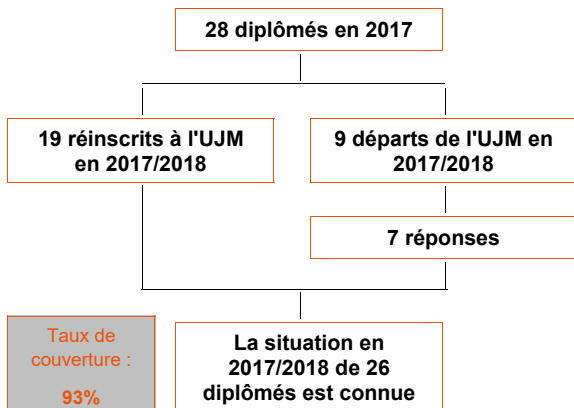 28 diplômés en 2017
19 réinscrits à l'UJM
en 2017/2018
9 départs de l'UJM en
2017/2018
7 réponses
Taux de
couverture :
93%
La situation en
2017/2018 de 26
diplômés est connue